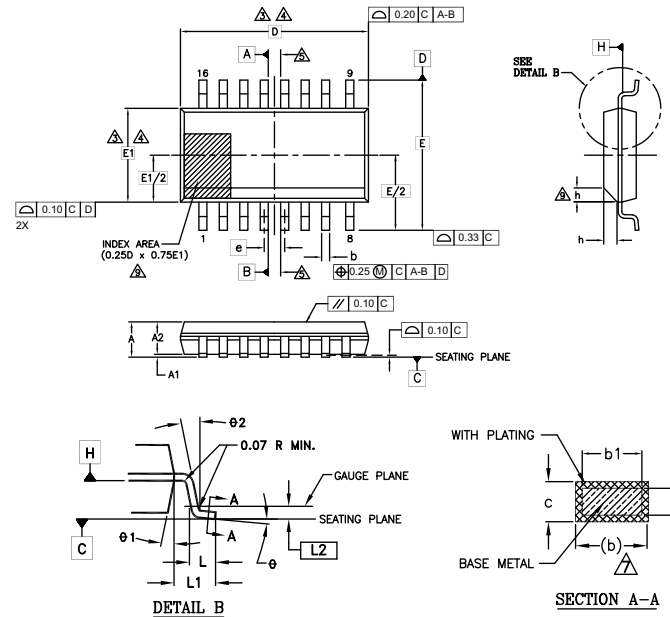 3 4
D
0.20 C A-B
A
5
D
H
SEE
DETAIL B
16
9
3 4
E1
E1/2
E/2
E
0.10 C D
2X
INDEX AREA
(0.25D x 0.75E1)
9
1
e
8
b
0.33 C
B
5
0.25 M C A-B D
9
h
h
0.10 C
A
A2
A1
0.10 C
SEATING PLANE
C
θ2
0.07 R MIN.
H
GAUGE PLANE
A
SEATING PLANE
C
A
θ1
L
L1
L2
θ
DETAIL B
WITH PLATING
b1
c
BASE METAL
(b)
7
SECTION A-A